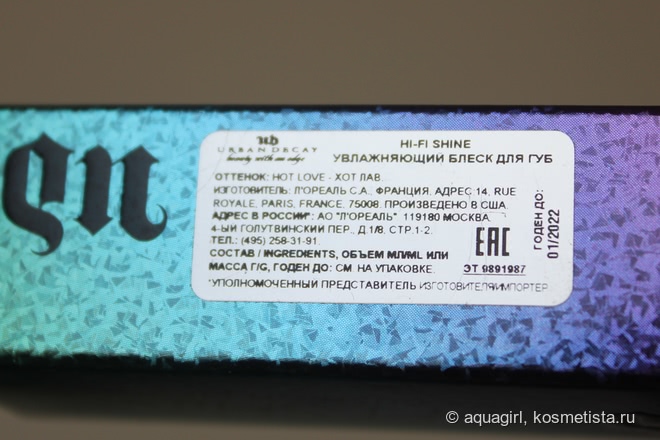 gn
UD
URBAN DECAY
beauty with an edge
HI-FI SHINE
УВЛАЖНЯЮЩИЙ БЛЕСК ДЛЯ ГУБ
ОТТЕНОК: HOT LOVE - ХОТ ЛАВ
ИЗГОТОВИТЕЛЬ: Л'ОРЕАЛЬ С.А., ФРАНЦИЯ, АДРЕС 14, RUE
ROYALE, PARIS, FRANCE, 75008. ПРОИЗВЕДЕНО В США.
АДРЕС В РОССИИ*: АО "Л'ОРЕАЛЬ" 119180 МОСКВА,
4-ЫЙ ГОЛУТВИНСКИЙ ПЕР., Д.1/8, СТР.1-2.
ТЕЛ.: (495) 258-31-91.
СОСТАВ / INGREDIENTS, ОБЪЕМ МЛ/ML ИЛИ
МАССА Г/G, ГОДЕН ДО: СМ. НА УПАКОВКЕ.
*УПОЛНОМОЧЕННЫЙ ПРЕДСТАВИТЕЛЬ ИЗГОТОВИТЕЛЯ/ИМПОРТЕР
EAC
ЭТ 9891987
ГОДЕН ДО:
01/2022
© aquagirl, kosmetista.ru